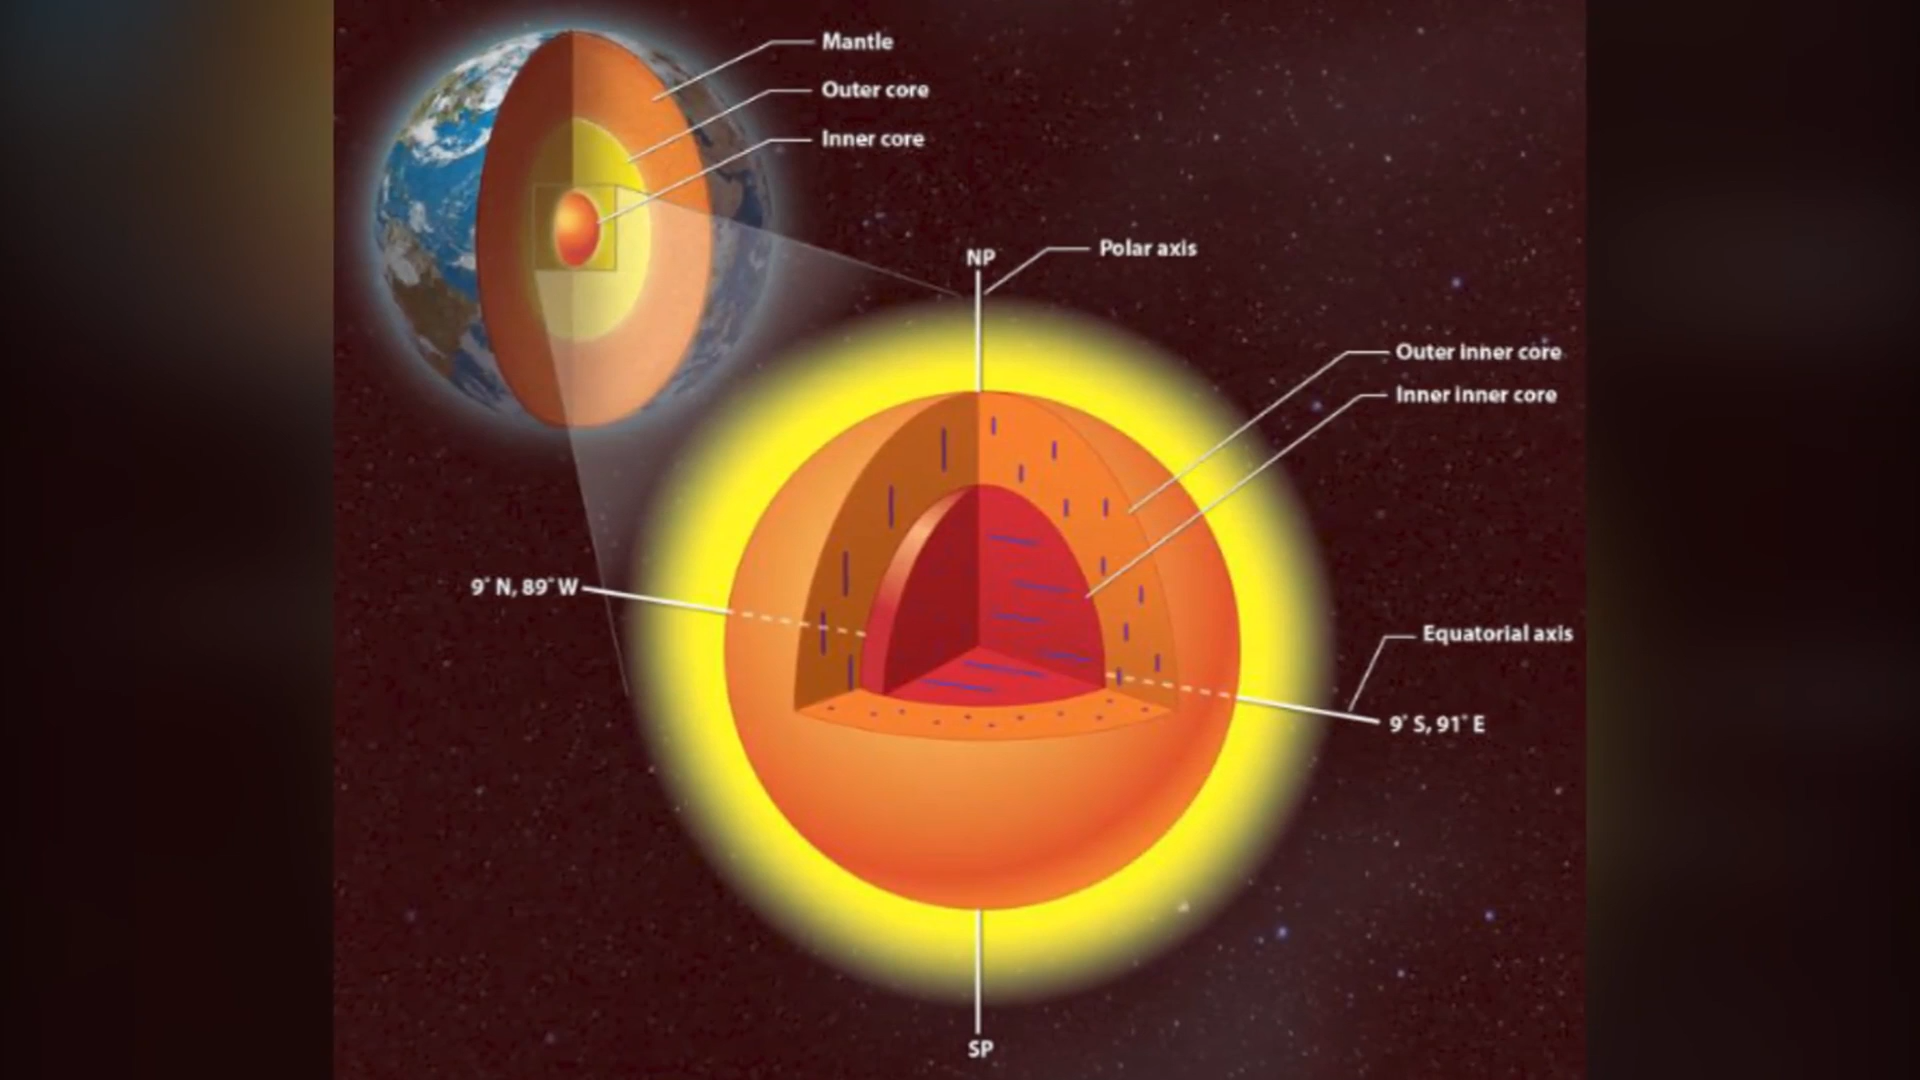 Mantle
Outer core
Inner core
NP
Polar axis
Outer inner core
Inner inner core
9° N, 89° W
Equatorial axis
9° S, 91° E
SP